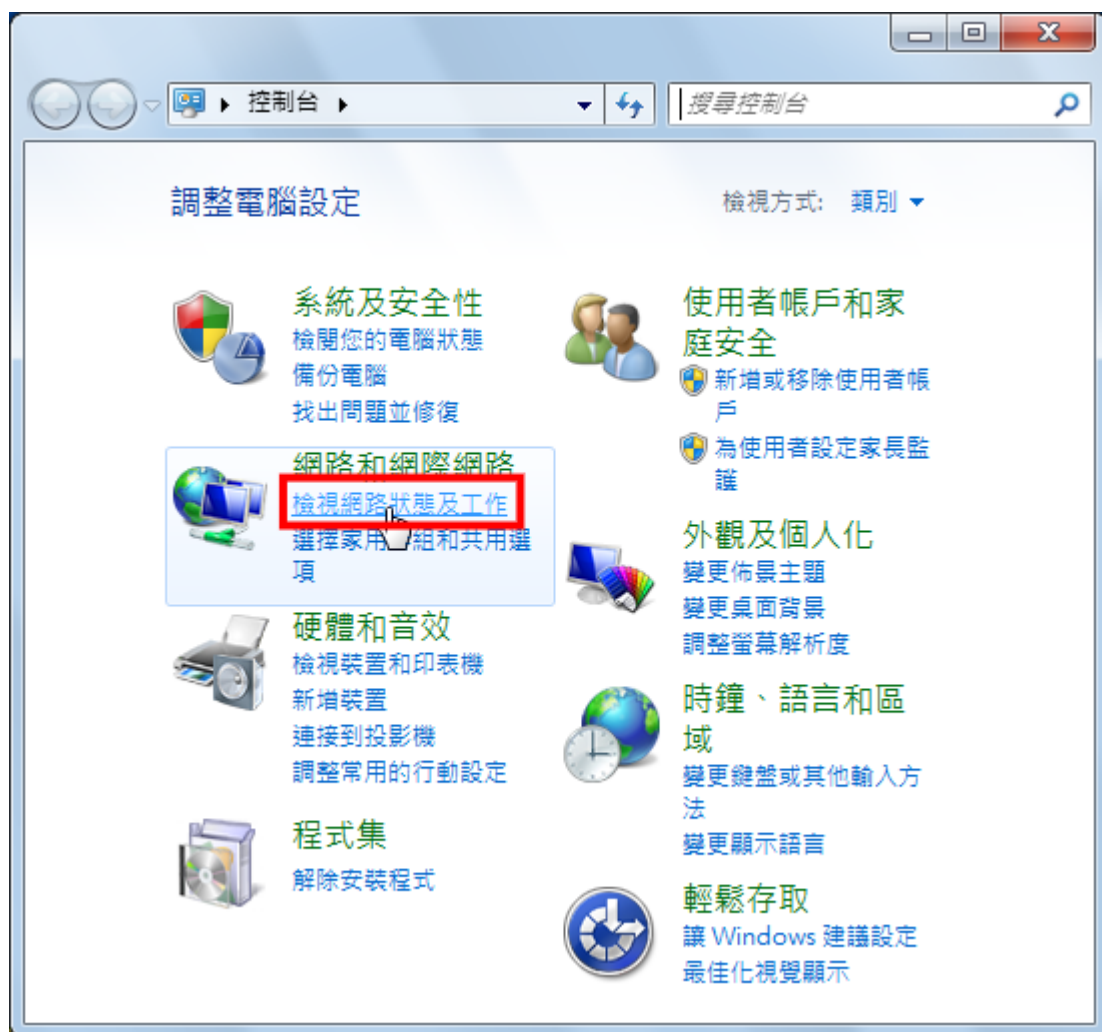 控制台
搜尋控制台
調整電腦設定
檢視方式: 類別
系統及安全性
檢閱您的電腦狀態
備份電腦
找出問題並修復
網路和網際網路
檢視網路狀態及工作
選擇家用群組和共用選
項
硬體和音效
檢視裝置和印表機
新增裝置
連接到投影機
調整常用的行動設定
程式集
解除安裝程式
使用者帳戶和家
庭安全
新增或移除使用者帳
戶
為使用者設定家長監
護
外觀及個人化
變更佈景主題
變更桌面背景
調整螢幕解析度
時鐘、語言和區
域
變更鍵盤或其他輸入方
法
變更顯示語言
輕鬆存取
讓 Windows 建議設定
最佳化視覺顯示